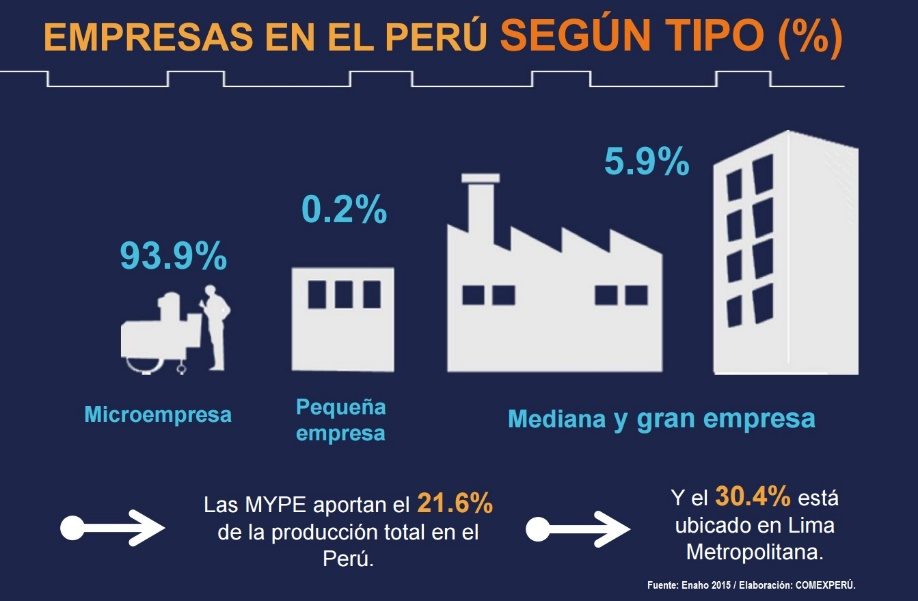 EMPRESAS EN EL PERÚ SEGÚN TIPO (%)
93.9%
0.2%
5.9%
Microempresa
Pequeña
empresa
Mediana y gran empresa
Las MYPE aportan el 21.6%
de la producción total en el
Perú.
Y el 30.4% está
ubicado en Lima
Metropolitana.
Fuente: Enaho 2015 / Elaboración: COMEXPERÚ.